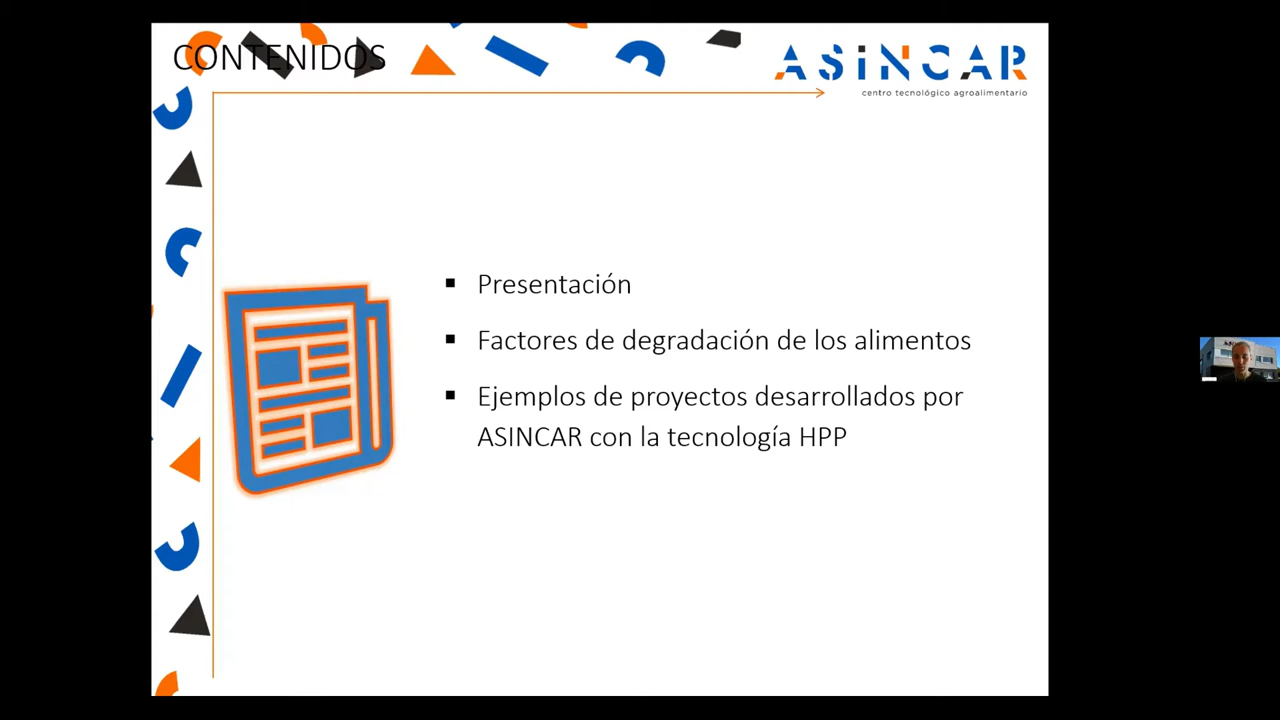 CONTENIDOS
ASINCAR
centro tecnológico agroalimentario
▪ Presentación
▪ Factores de degradación de los alimentos
▪ Ejemplos de proyectos desarrollados por
ASINCAR con la tecnología HPP